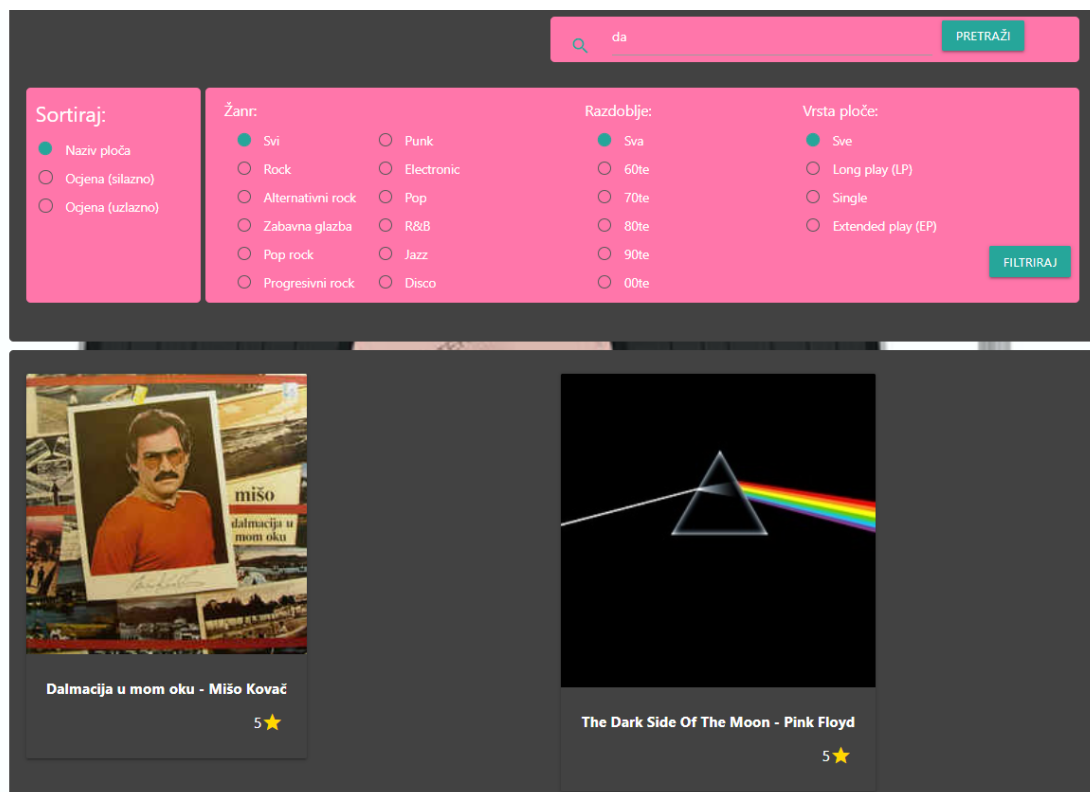 da
PRETRAŽI
Sortiraj:
Naziv ploča
Ocjena (silazno)
Ocjena (uzlazno)
Žanr:
Svi
Rock
Alternativni rock
Zabavna glazba
Pop rock
Progresivni rock
Punk
Electronic
Pop
R&B
Jazz
Disco
Razdoblje:
Sva
60te
70te
80te
90te
00te
Vrsta ploče:
Sve
Long play (LP)
Single
Extended play (EP)
FILTRIRAJ
mišo
dalmacija u
mom oku
Dalmacija u mom oku - Mišo Kovač
5
The Dark Side Of The Moon - Pink Floyd
5